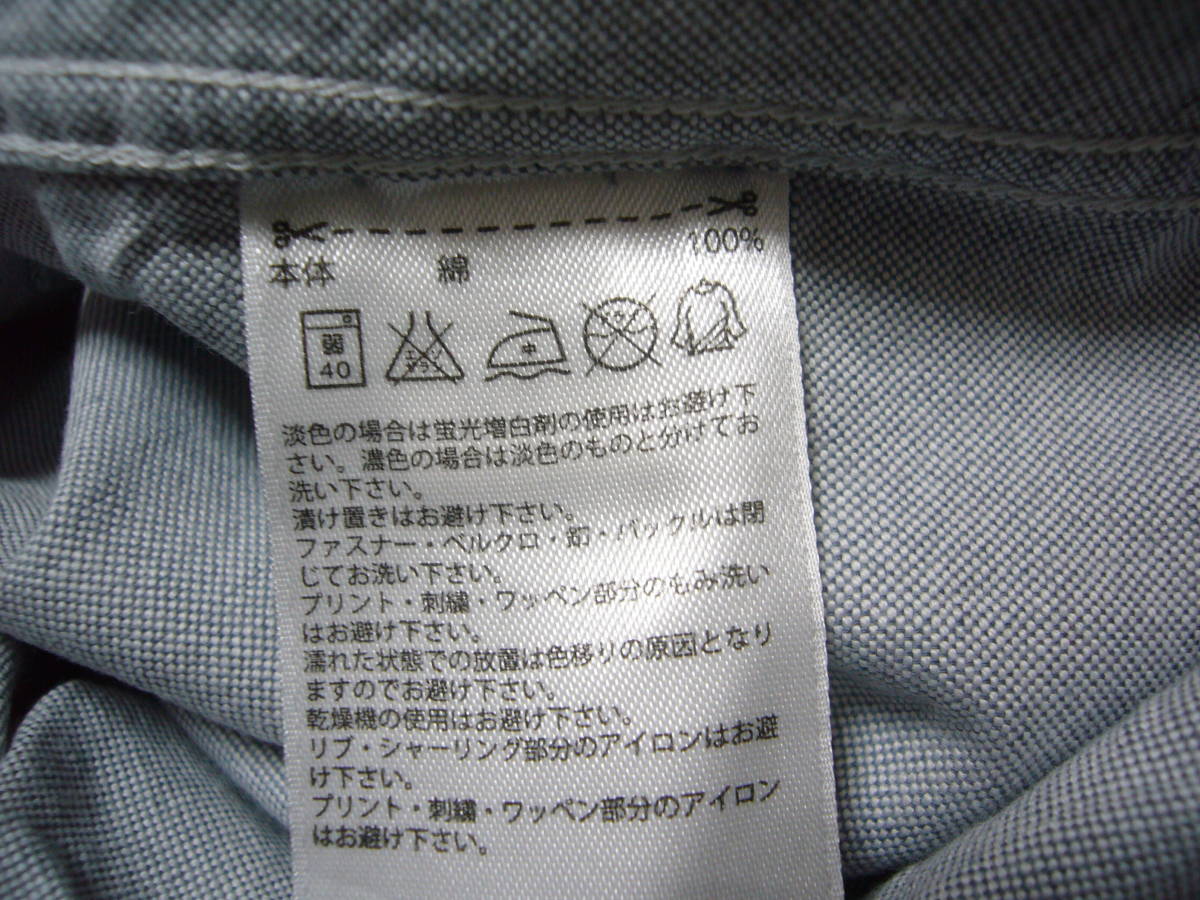 100%
本体 綿
弱
40
エンソ
サラシ
中
ドライ
淡色の場合は蛍光増白剤の使用はお避け下
さい。濃色の場合は淡色のものと分けてお
洗い下さい。
漬け置きはお避け下さい。
ファスナー・ベルクロ・釦・バックルは閉
じてお洗い下さい。
プリント・刺繍・ワッペン部分のもみ洗い
はお避け下さい。
濡れた状態での放置は色移りの原因となり
ますのでお避け下さい。
乾燥機の使用はお避け下さい。
リブ・シャーリング部分のアイロンはお避
け下さい。
プリント・刺繍・ワッペン部分のアイロン
はお避け下さい。